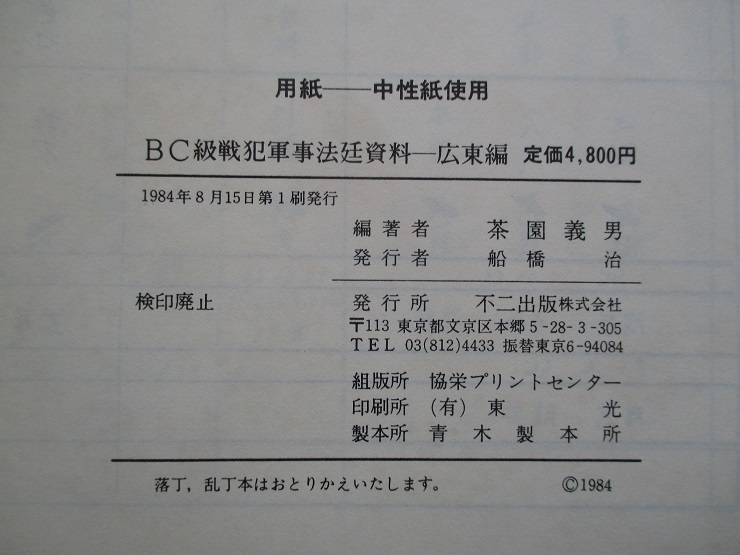 用紙――中性紙使用
BC級戦犯軍事法廷資料―広東編 定価4,800円
1984年8月15日第1刷発行
編著者 茶園義男
発行者 船橋治
検印廃止 発行所 不二出版株式会社
〒113 東京都文京区本郷5-28-3-305
TEL 03(812)4433 振替東京6-94084
組版所 協栄プリントセンター
印刷所 (有)東光
製本所 青木製本所
落丁，乱丁本はおとりかえいたします。 ©1984